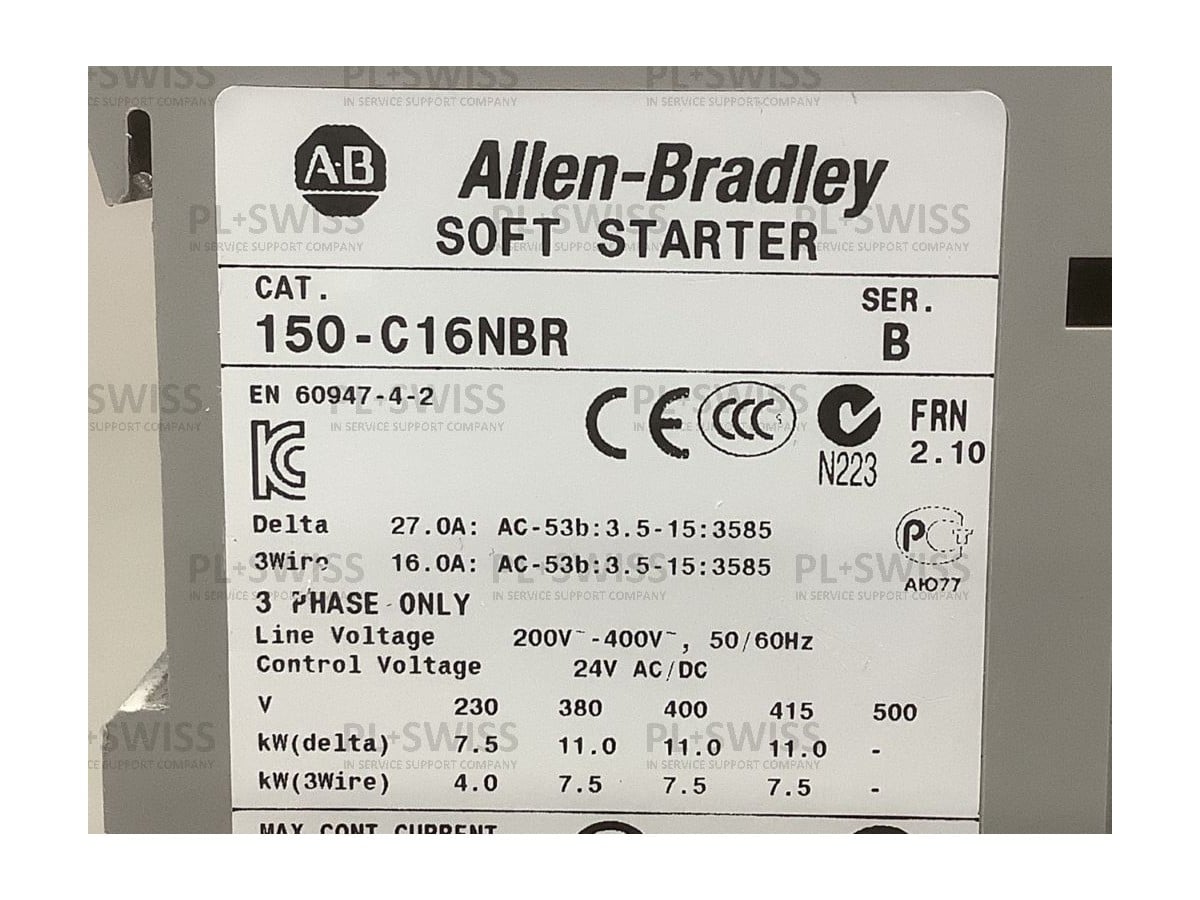 A-B Allen-Bradley
SOFT STARTER
CAT.
SER.
150-C16NBR
B
EN 60947-4-2
CE CCC S
FRN
2.10
N223
Delta 27.0A: AC-53b:3.5-15:3585
3Wire 16.0A: AC-53b:3.5-15:3585
АЮ77
3 PHASE ONLY
Line Voltage 200V~-400V~, 50/60Hz
Control Voltage 24V AC/DC
V 230 380 400 415 500
kW(delta) 7.5 11.0 11.0 11.0 -
kW(3Wire) 4.0 7.5 7.5 7.5 -
MAX CONT CURRENT
PL+SWISS
IN SERVICE SUPPORT COMPANY